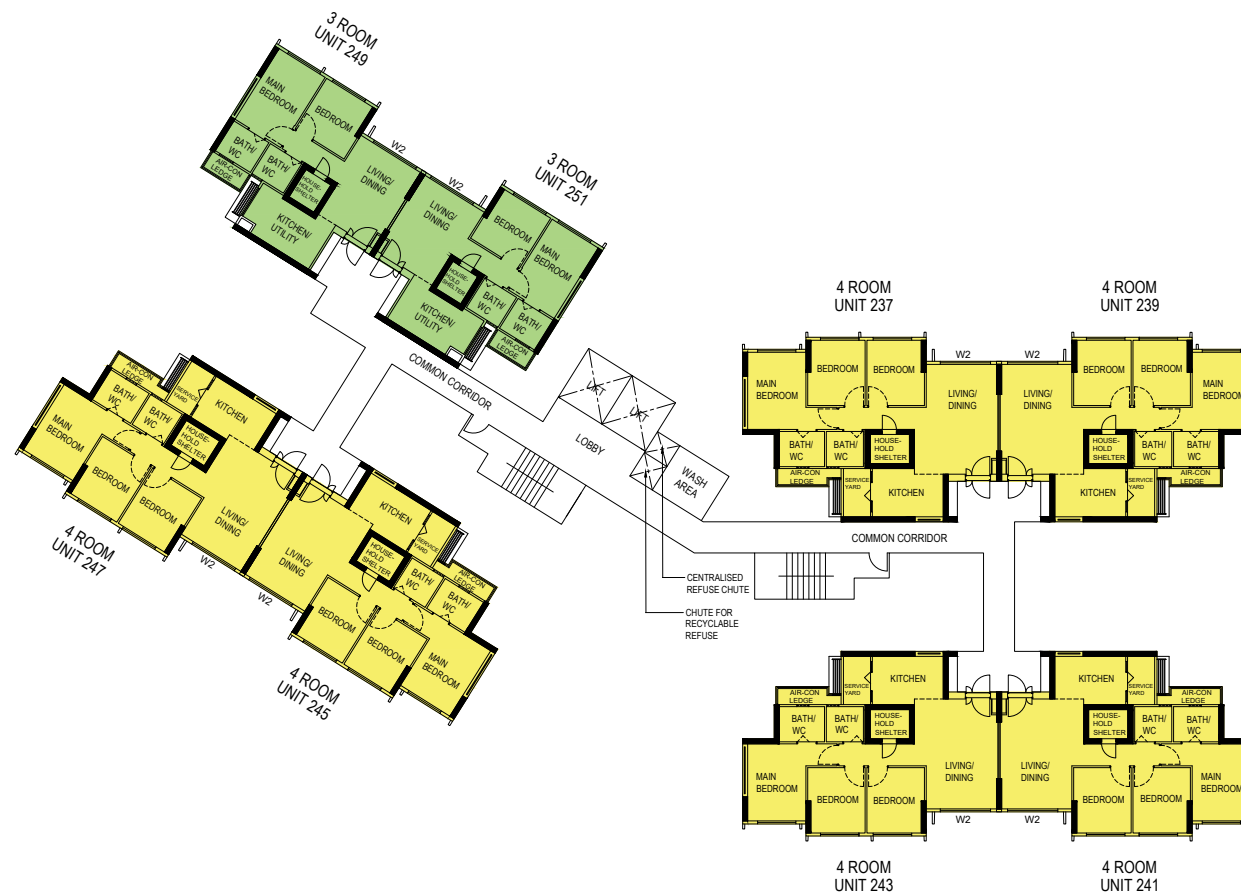 3 ROOM
UNIT 249
MAIN
BEDROOM
BEDROOM
BATH/
WC
BATH/
WC
AIR-CON
LEDGE
HOUSE-
HOLD
SHELTER
LIVING/
DINING
KITCHEN/
UTILITY
W2
3 ROOM
UNIT 251
W2
LIVING/
DINING
BEDROOM
MAIN
BEDROOM
HOUSE-
HOLD
SHELTER
BATH/
WC
BATH/
WC
KITCHEN/
UTILITY
AIR-CON
LEDGE
COMMON CORRIDOR
LIFT
LIFT
LOBBY
WASH
AREA
4 ROOM
UNIT 237
MAIN
BEDROOM
BEDROOM
BEDROOM
W2
LIVING/
DINING
BATH/
WC
BATH/
WC
HOUSE-
HOLD
SHELTER
AIR-CON
LEDGE
SERVICE
YARD
KITCHEN
4 ROOM
UNIT 239
W2
LIVING/
DINING
BEDROOM
BEDROOM
MAIN
BEDROOM
HOUSE-
HOLD
SHELTER
BATH/
WC
BATH/
WC
KITCHEN
SERVICE
YARD
AIR-CON
LEDGE
COMMON CORRIDOR
CENTRALISED
REFUSE CHUTE
CHUTE FOR
RECYCLABLE
REFUSE
AIR-CON
LEDGE
SERVICE
YARD
KITCHEN
BATH/
WC
BATH/
WC
HOUSE-
HOLD
SHELTER
MAIN
BEDROOM
BEDROOM
BEDROOM
LIVING/
DINING
W2
4 ROOM
UNIT 247
KITCHEN
SERVICE
YARD
AIR-CON
LEDGE
HOUSE-
HOLD
SHELTER
BATH/
WC
BATH/
WC
LIVING/
DINING
BEDROOM
BEDROOM
MAIN
BEDROOM
W2
4 ROOM
UNIT 245
SERVICE
YARD
KITCHEN
AIR-CON
LEDGE
BATH/
WC
BATH/
WC
HOUSE-
HOLD
SHELTER
MAIN
BEDROOM
BEDROOM
BEDROOM
LIVING/
DINING
W2
4 ROOM
UNIT 243
KITCHEN
SERVICE
YARD
AIR-CON
LEDGE
HOUSE-
HOLD
SHELTER
BATH/
WC
BATH/
WC
LIVING/
DINING
BEDROOM
BEDROOM
MAIN
BEDROOM
W2
4 ROOM
UNIT 241